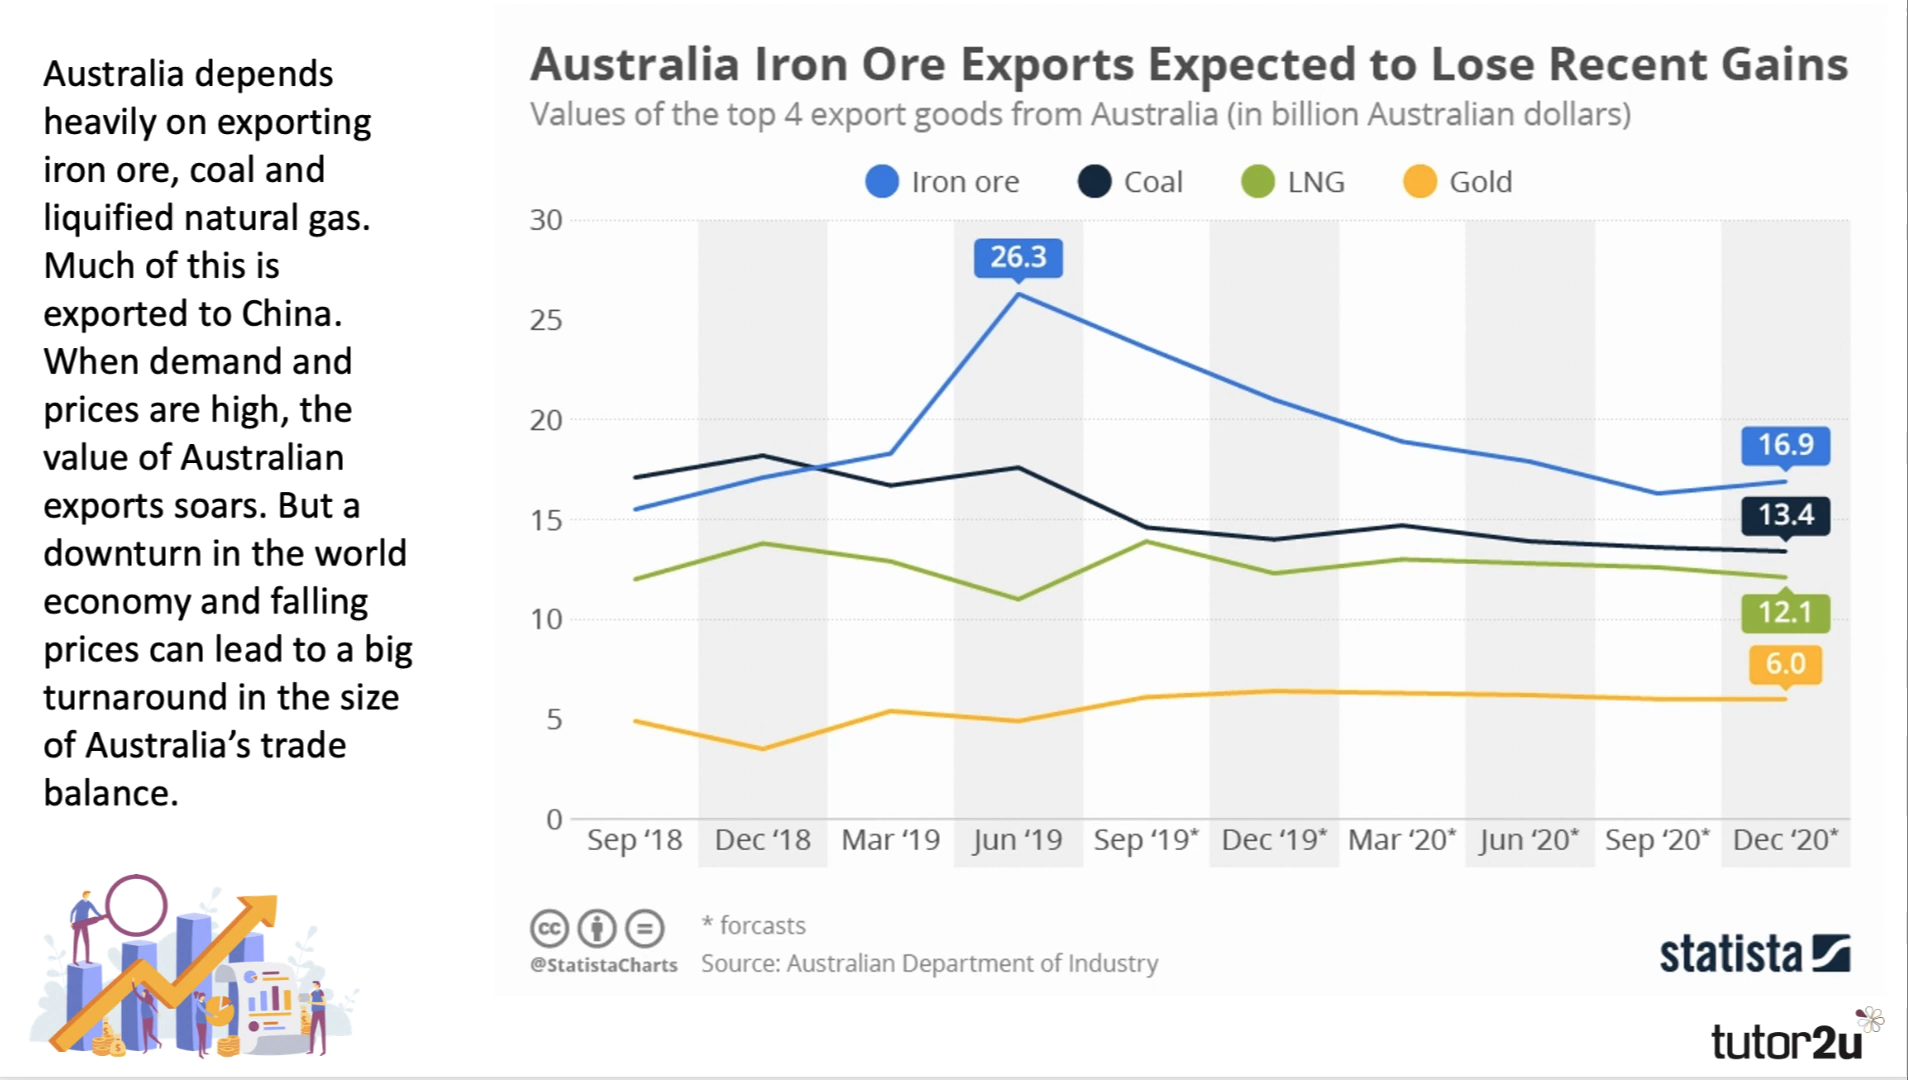 Australia depends
heavily on exporting
iron ore, coal and
liquified natural gas.
Much of this is
exported to China.
When demand and
prices are high, the
value of Australian
exports soars. But a
downturn in the world
economy and falling
prices can lead to a big
turnaround in the size
of Australia’s trade
balance.
Australia Iron Ore Exports Expected to Lose Recent Gains
Values of the top 4 export goods from Australia (in billion Australian dollars)
Iron ore Coal LNG Gold
30
25
20
15
10
5
0
26.3
16.9
13.4
12.1
6.0
Sep ‘18 Dec ‘18 Mar ‘19 Jun ‘19 Sep ‘19* Dec ‘19* Mar ‘20* Jun ‘20* Sep ‘20* Dec ‘20*
cc
@StatistaCharts
* forcasts
Source: Australian Department of Industry
statista
tutor2u